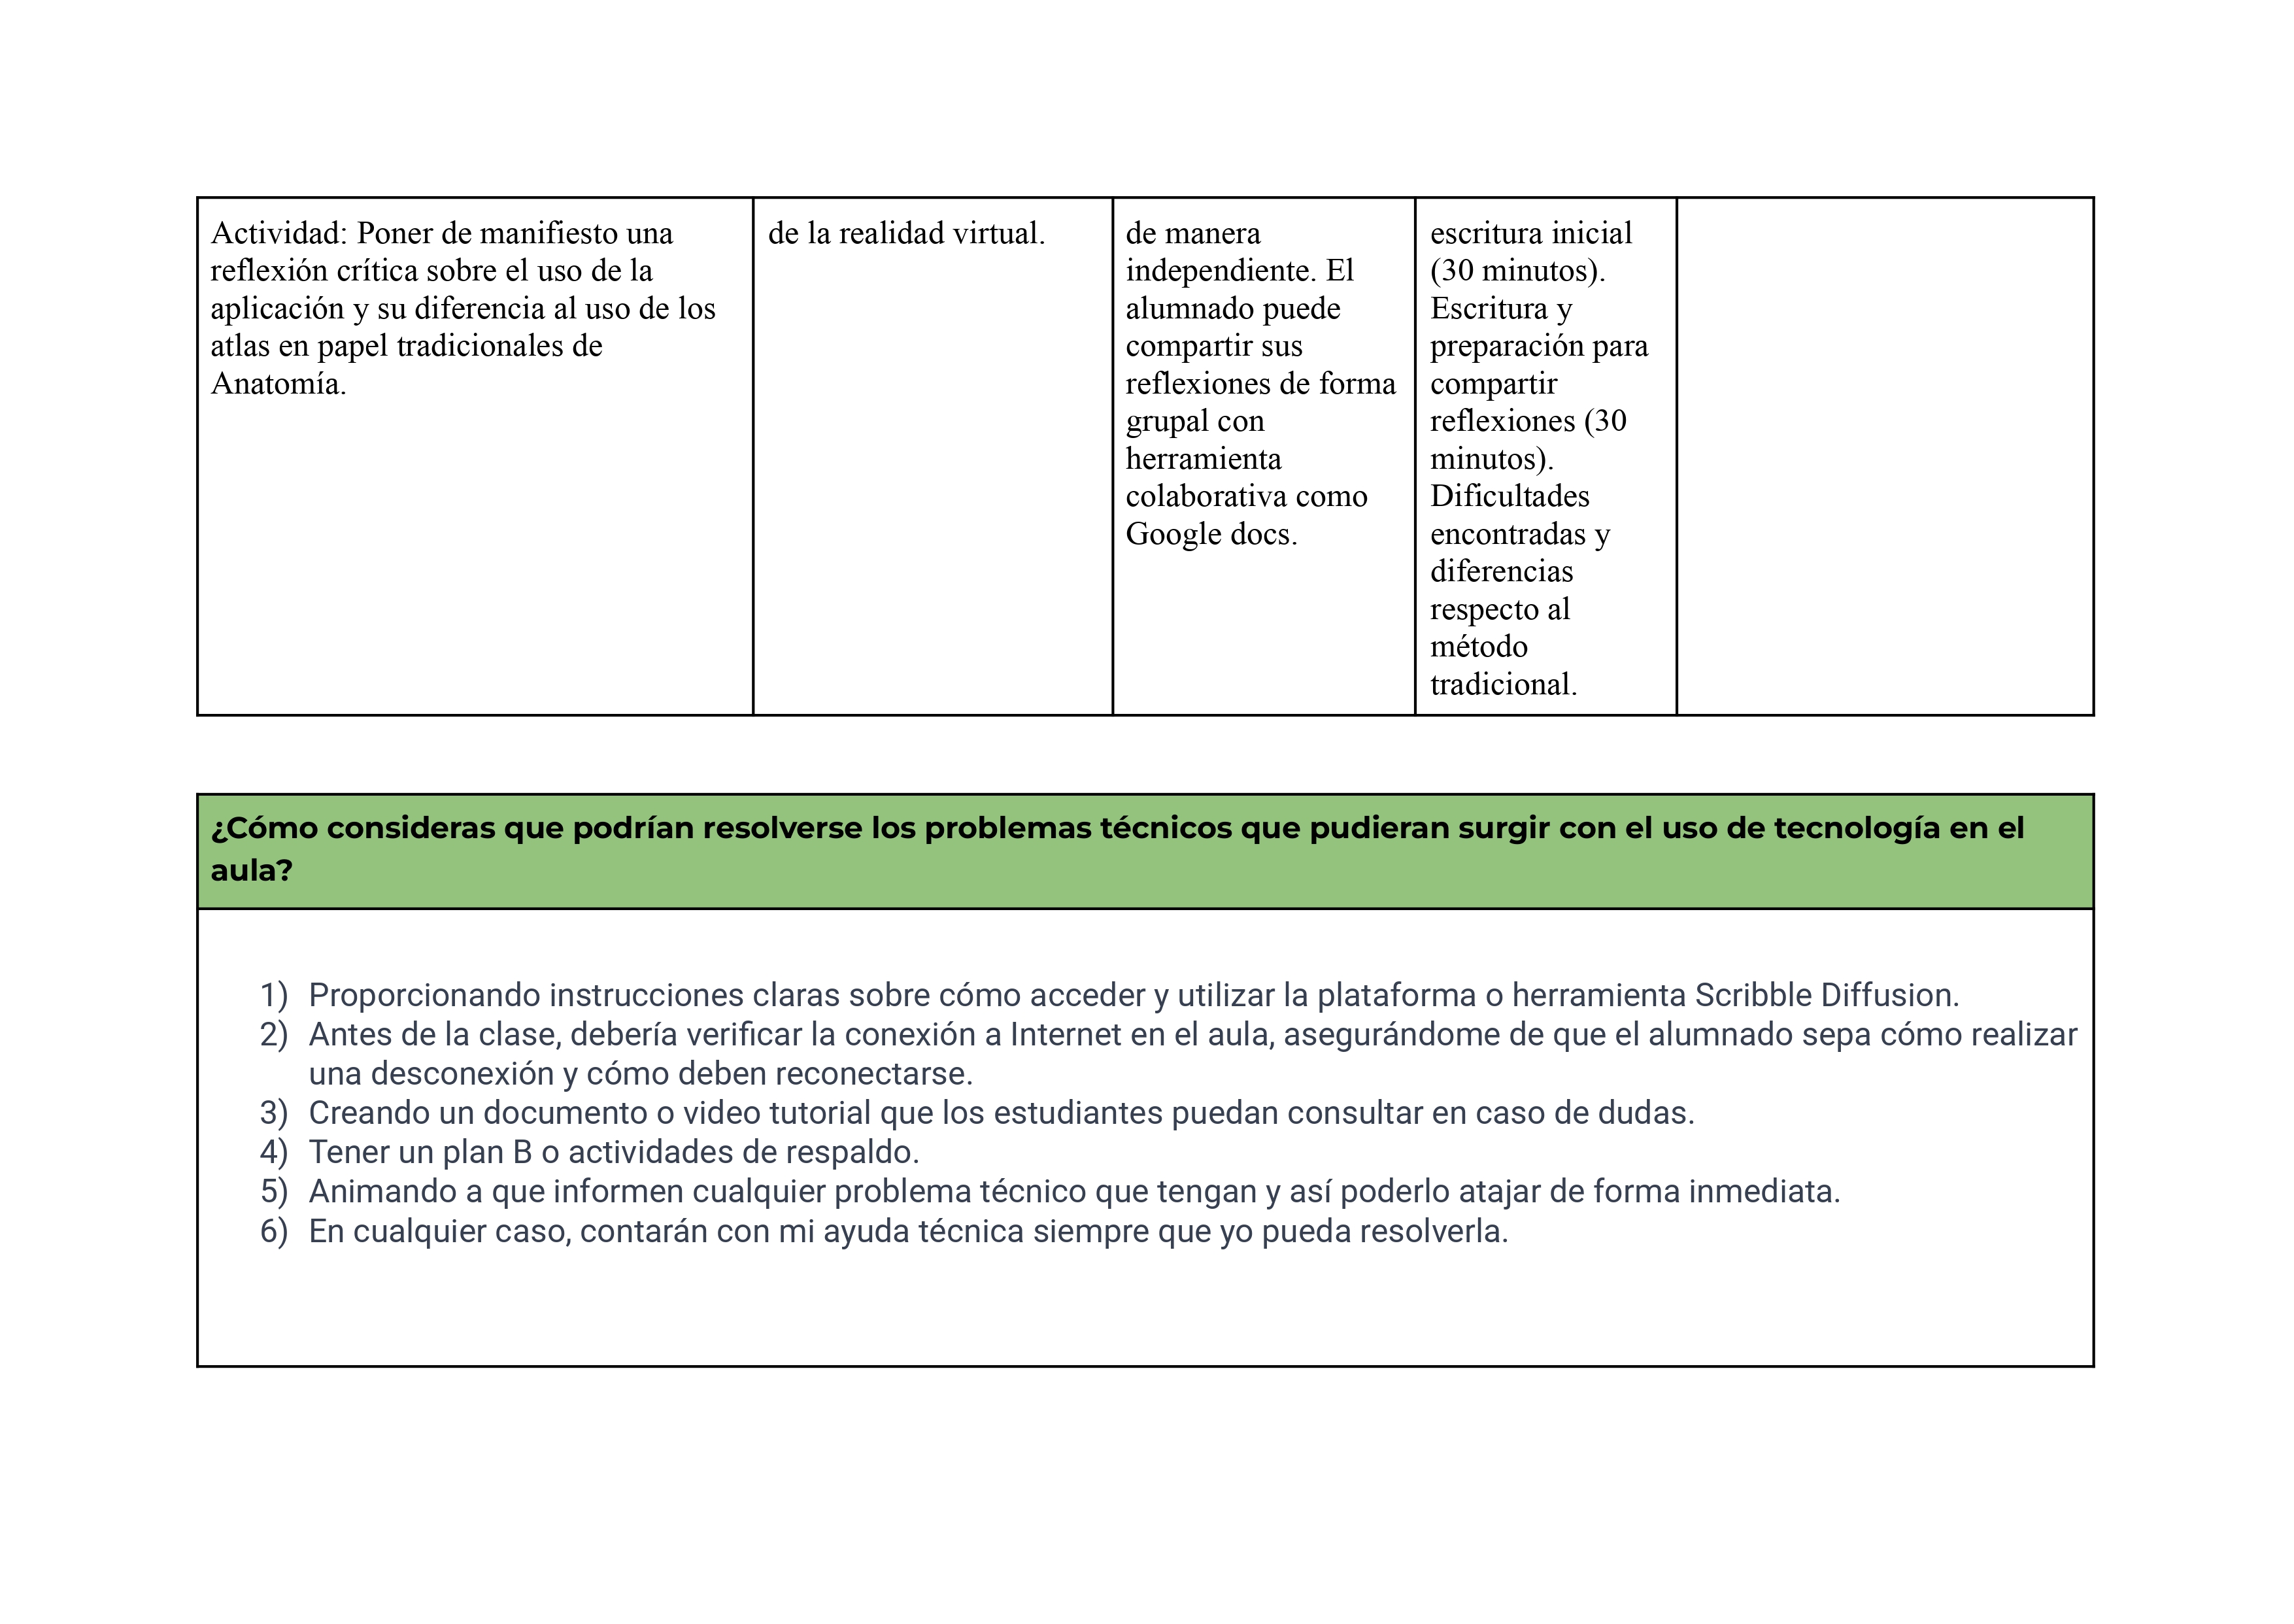 Actividad: Poner de manifiesto una
reflexión crítica sobre el uso de la
aplicación y su diferencia al uso de los
atlas en papel tradicionales de
Anatomía.
de la realidad virtual.
de manera
independiente. El
alumnado puede
compartir sus
reflexiones de forma
grupal con
herramienta
colaborativa como
Google docs.
escritura inicial
(30 minutos).
Escritura y
preparación para
compartir
reflexiones (30
minutos).
Dificultades
encontradas y
diferencias
respecto al
método
tradicional.
¿Cómo consideras que podrían resolverse los problemas técnicos que pudieran surgir con el uso de tecnología en el
aula?
1) Proporcionando instrucciones claras sobre cómo acceder y utilizar la plataforma o herramienta Scribble Diffusion.
2) Antes de la clase, debería verificar la conexión a Internet en el aula, asegurándome de que el alumnado sepa cómo realizar
una desconexión y cómo deben reconectarse.
3) Creando un documento o video tutorial que los estudiantes puedan consultar en caso de dudas.
4) Tener un plan B o actividades de respaldo.
5) Animando a que informen cualquier problema técnico que tengan y así poderlo atajar de forma inmediata.
6) En cualquier caso, contarán con mi ayuda técnica siempre que yo pueda resolverla.